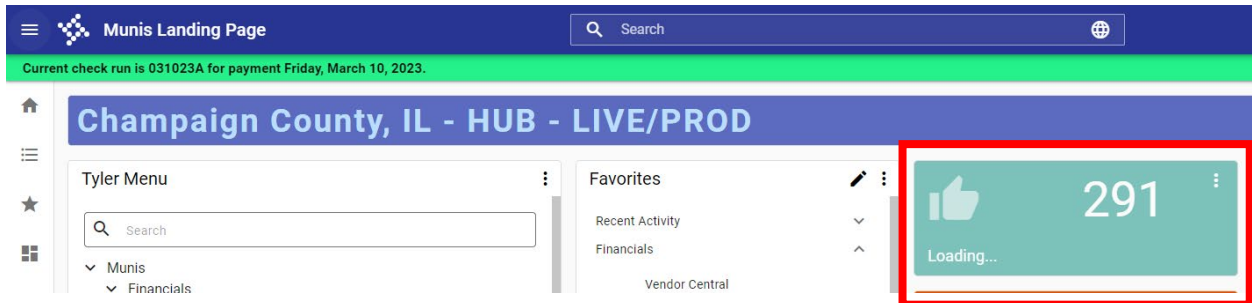 Munis Landing Page
Search
Current check run is 031023A for payment Friday, March 10, 2023.
Champaign County, IL - HUB - LIVE/PROD
Tyler Menu
Search
Munis
Financials
Favorites
Recent Activity
Financials
Vendor Central
291
Loading...